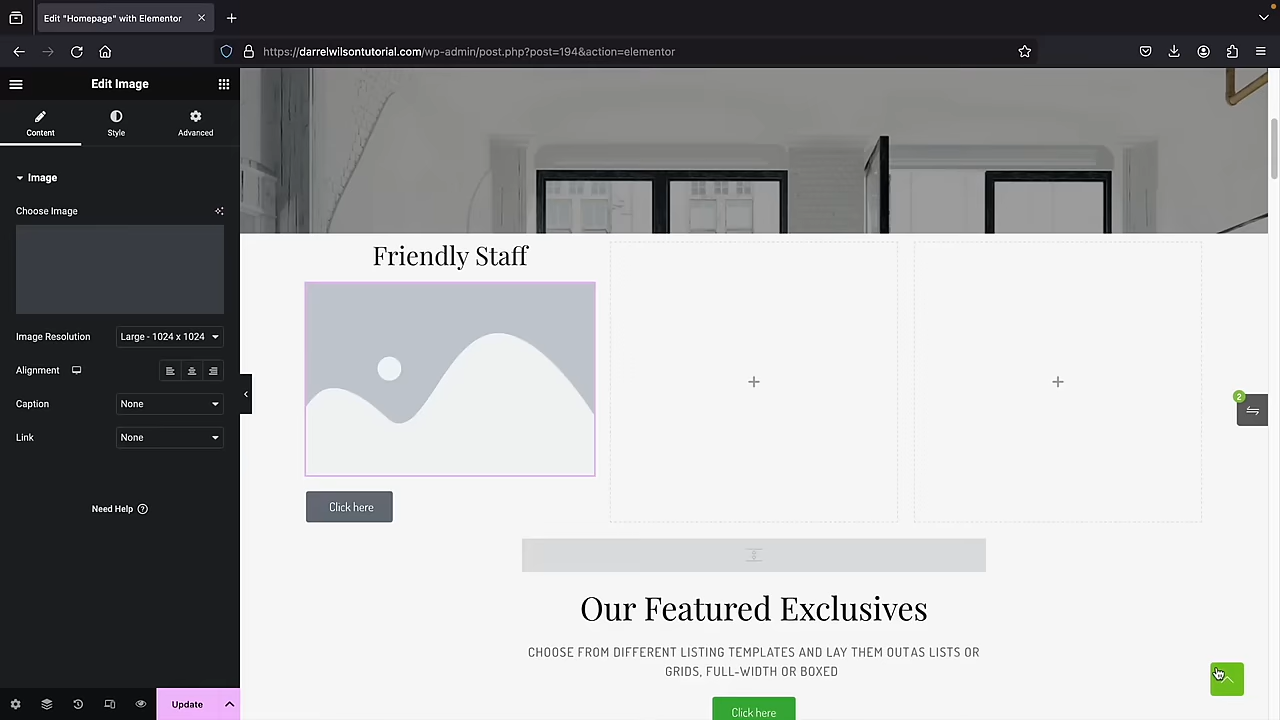 Edit "Homepage" with Elementor
https://darrelwilsontutorial.com/wp-admin/post.php?post=194&action=elementor
Edit Image
Content
Style
Advanced
Image
Choose Image
Image Resolution
Large - 1024 x 1024
Alignment
Caption
None
Link
None
Need Help
Update
Friendly Staff
Click here
2
Our Featured Exclusives
CHOOSE FROM DIFFERENT LISTING TEMPLATES AND LAY THEM OUTAS LISTS OR
GRIDS, FULL-WIDTH OR BOXED
Click here